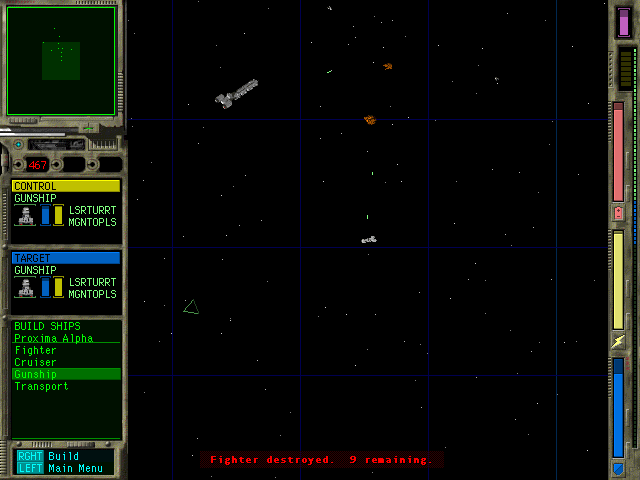 467
CONTROL
GUNSHIP
LSRTURRT
MGNTOPLS
TARGET
GUNSHIP
LSRTURRT
MGNTOPLS
BUILD SHIPS
Proxima Alpha
Fighter
Cruiser
Gunship
Transport
RGHT Build
LEFT Main Menu
Fighter destroyed. 9 remaining.